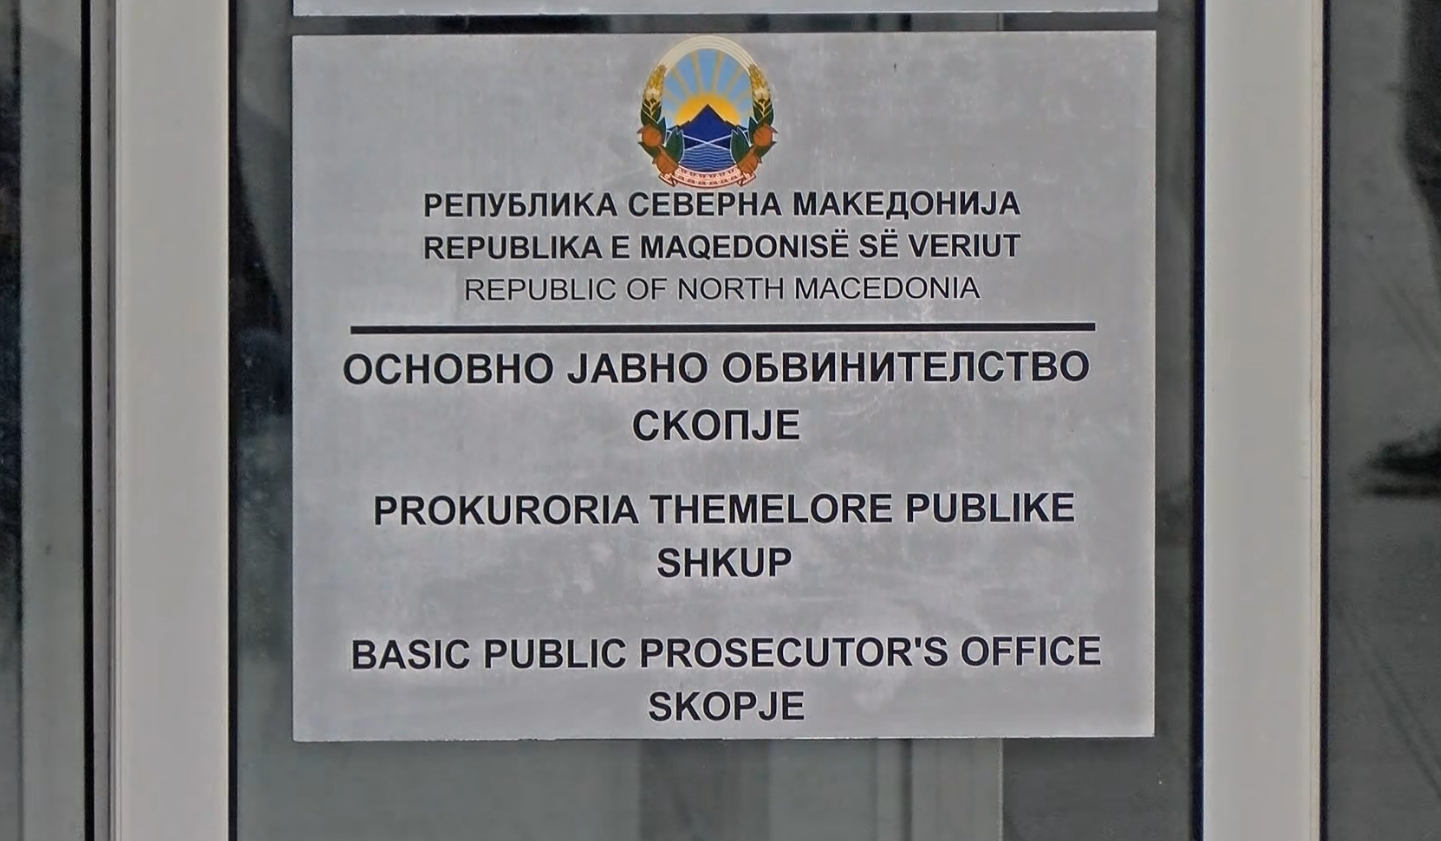 РЕПУБЛИКА СЕВЕРНА МАКЕДОНИЈА
REPUBLIKA E MAQEDONISË SË VERIUT
REPUBLIC OF NORTH MACEDONIA
ОСНОВНО ЈАВНО ОБВИНИТЕЛСТВО
СКОПЈЕ
PROKURORIA THEMELORE PUBLIKE
SHKUP
BASIC PUBLIC PROSECUTOR'S OFFICE
SKOPJE